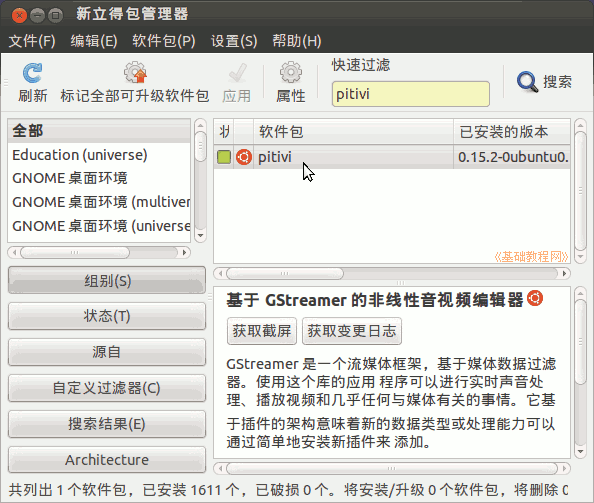 新立得包管理器
文件(F) 编辑(E) 软件包(P) 设置(S) 帮助(H)
快速过滤
刷新 标记全部可升级软件包 应用 属性 pitivi 搜索
全部
Education (universe)
GNOME 桌面环境
GNOME 桌面环境 (multiver
GNOME 桌面环境 (universe
组别(S)
状态(T)
源自
自定义过滤器(C)
搜索结果(E)
Architecture
软件包 已安装的版本
pitivi 0.15.2-0ubuntu0.
《基础教程网》
基于 GStreamer 的非线性音视频编辑器
获取截屏 获取变更日志
GStreamer 是一个流媒体框架，基于媒体数据过滤
器。使用这个库的应用 程序可以进行实时声音处
理、播放视频和几乎任何与媒体有关的事情。它基
于插件的架构意味着新的数据类型或处理能力可以
通过简单地安装新插件来 添加。
共列出 1 个软件包，已安装 1611 个，已破损 0 个。将安装/升级 0 个软件包，将删除 0